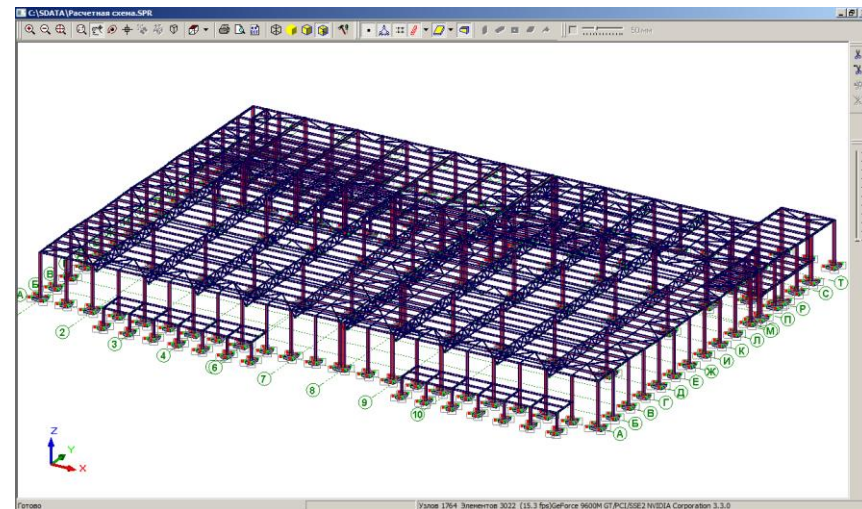 C:\SDATA\Расчетная схема.SPR
50мм
Б
В
А
2
3
4
6
7
8
9
10
Т
С
Р
П
М
Л
К
И
Ж
Е
Д
Г
В
Б
А
Z
Y
X
Готово
Узлов 1764 Элементов 3022 (15.3 fps)GeForce 9600M GT/PCI/SSE2 NVIDIA Corporation 3.3.0